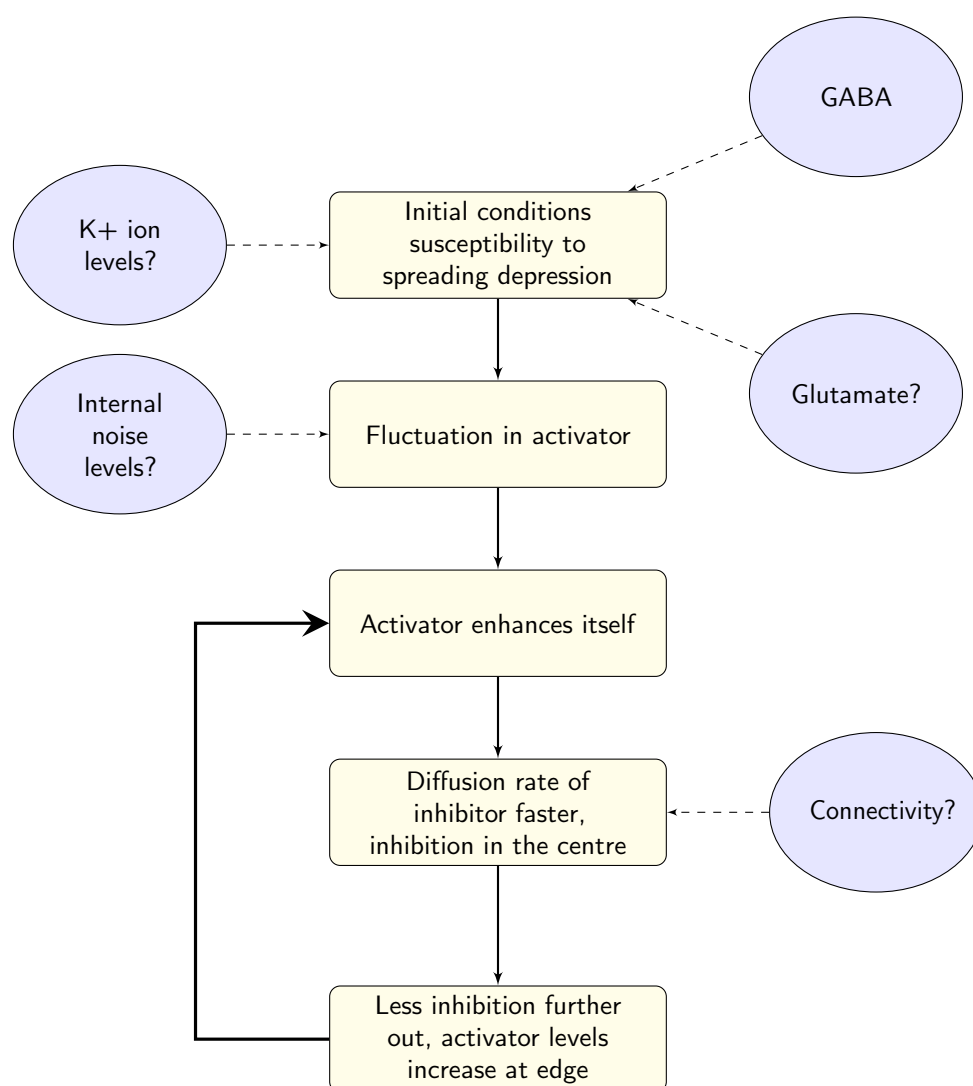 GABA
K+ ion
levels?
Initial conditions
susceptibility to
spreading depression
Glutamate?
Internal
noise
levels?
Fluctuation in activator
Activator enhances itself
Diffusion rate of
inhibitor faster,
inhibition in the centre
Connectivity?
Less inhibition further
out, activator levels
increase at edge